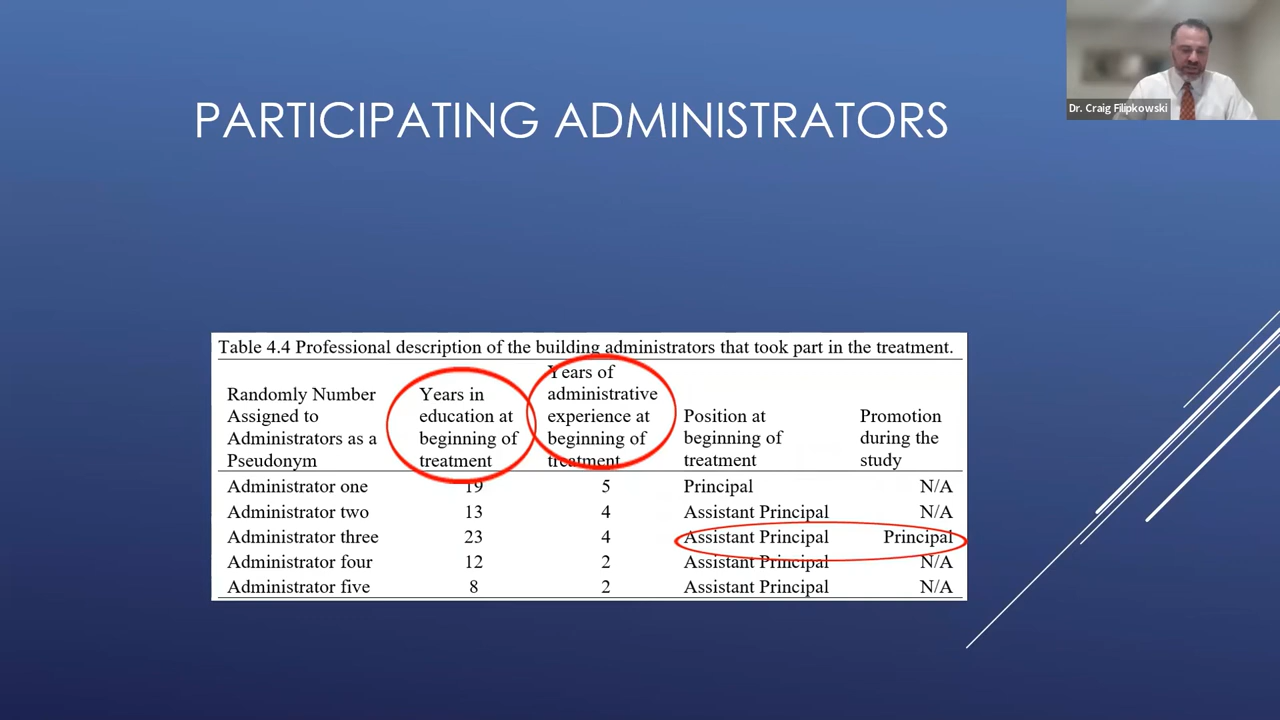 PARTICIPATING ADMINISTRATORS
Dr. Craig Filipkowski
Table 4.4 Professional description of the building administrators that took part in the treatment.
Randomly Number
Assigned to
Administrators as a
Pseudonym
Years in
education at
beginning of
treatment
Years of
administrative
experience at
beginning of
treatment
Position at
beginning of
treatment
Promotion
during the
study
Administrator one 19 5 Principal N/A
Administrator two 13 4 Assistant Principal N/A
Administrator three 23 4 Assistant Principal Principal
Administrator four 12 2 Assistant Principal N/A
Administrator five 8 2 Assistant Principal N/A